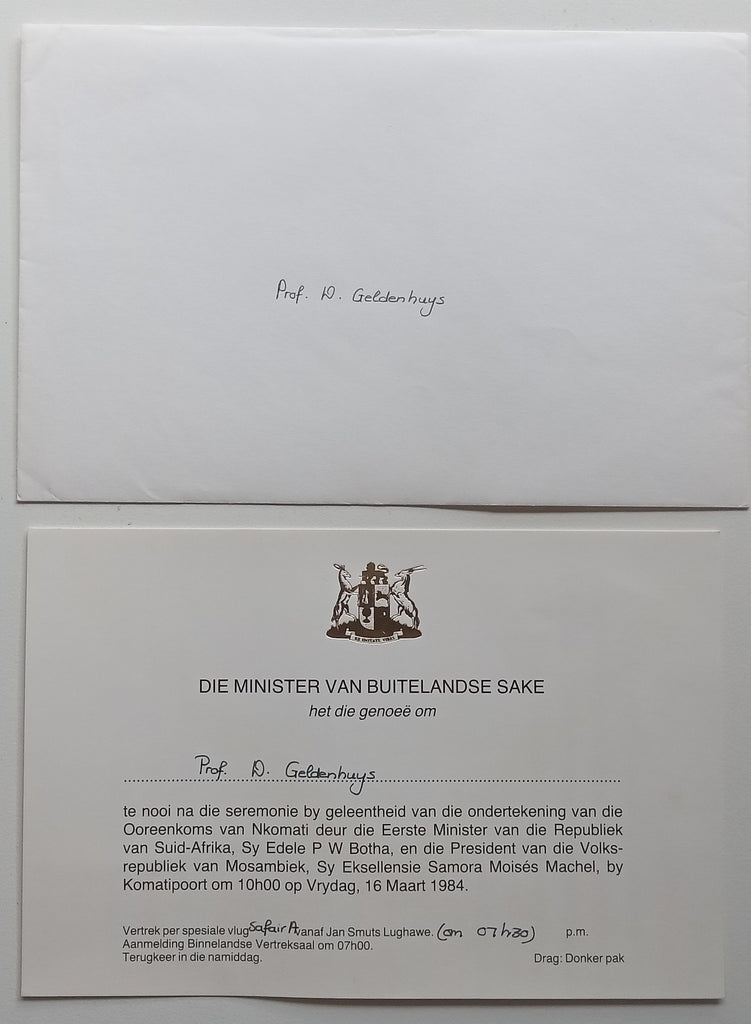 Prof. D. Geldenhuys
EX UNITATE VIRES
DIE MINISTER VAN BUITELANDSE SAKE
het die genoeë om
Prof. D. Geldenhuys
te nooi na die seremonie by geleentheid van die ondertekening van die
Ooreenkoms van Nkomati deur die Eerste Minister van die Republiek
van Suid-Afrika, Sy Edele P W Botha, en die President van die Volks-
republiek van Mosambiek, Sy Eksellensie Samora Moisés Machel, by
Komatipoort om 10h00 op Vrydag, 16 Maart 1984.
Vertrek per spesiale vlug Safair A vanaf Jan Smuts Lughawe. (om 07h30) p.m.
Aanmelding Binnelandse Vertreksaal om 07h00.
Terugkeer in die namiddag. Drag: Donker pak